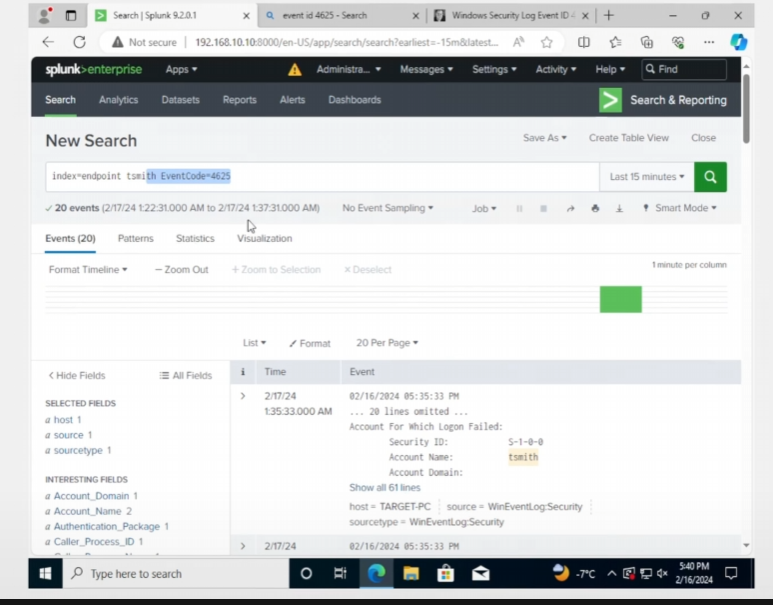 Search | Splunk 9.2.0.1
event id 4625 - Search
Windows Security Log Event ID
Not secure | 192.168.10.10:8000/en-US/app/search/search?earliest=-15m&latest...
splunk>enterprise Apps Administra... Messages Settings Activity Help Find
Search Analytics Datasets Reports Alerts Dashboards Search & Reporting
New Search Save As Create Table View Close
index=endpoint tsmith EventCode=4625 Last 15 minutes
20 events (2/17/24 1:22:31.000 AM to 2/17/24 1:37:31.000 AM) No Event Sampling Job Smart Mode
Events (20) Patterns Statistics Visualization
Format Timeline — Zoom Out + Zoom to Selection × Deselect 1 minute per column
List Format 20 Per Page
< Hide Fields All Fields i Time Event
SELECTED FIELDS
a host 1
a source 1
a sourcetype 1
INTERESTING FIELDS
a Account_Domain 1
a Account_Name 2
a Authentication_Package 1
a Caller_Process_ID 1
> 2/17/24
1:35:33.000 AM
02/16/2024 05:35:33 PM
... 20 lines omitted ...
Account For Which Logon Failed:
Security ID: S-1-0-0
Account Name: tsmith
Account Domain:
Show all 61 lines
host = TARGET-PC source = WinEventLog:Security
sourcetype = WinEventLog:Security
> 2/17/24 02/16/2024 05:35:33 PM
Type here to search -7°C 5:40 PM
2/16/2024